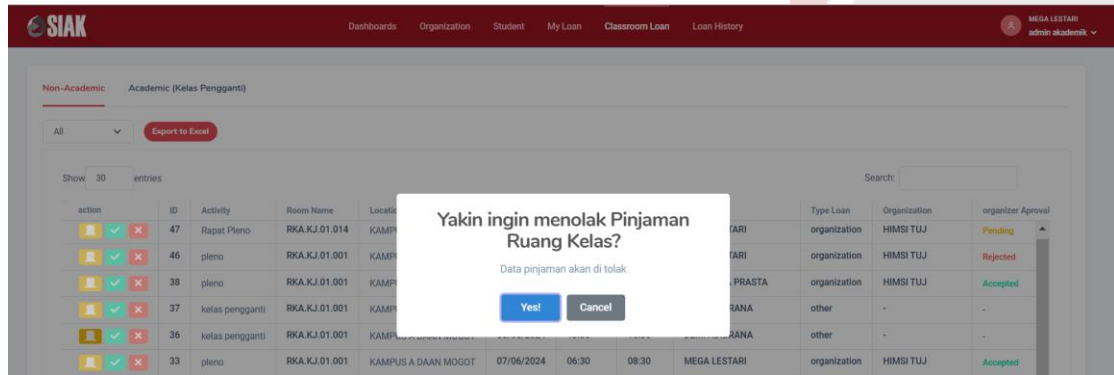 SIAK
Dashboards Organization Student My Loan Classroom Loan Loan History
MEGA LESTARI
admin akademik
Non-Academic Academic (Kelas Pengganti)
All Export to Excel
Show 30 entries Search:
action ID Activity Room Name Type Loan Organization organizer Aproval
47 Rapat Pleno RKA.KJ.01.014 organization HIMSI TUJ Pending
46 pleno RKA.KJ.01.001 organization HIMSI TUJ Rejected
38 pleno RKA.KJ.01.001 PRASTA organization HIMSI TUJ Accepted
37 kelas pengganti RKA.KJ.01.001 other - -
36 kelas pengganti RKA.KJ.01.001 other - -
33 pleno RKA.KJ.01.001 KAMPUS A DAAN MOGOT 07/06/2024 06:30 08:30 MEGA LESTARI organization HIMSI TUJ Accepted
Yakin ingin menolak Pinjaman
Ruang Kelas?
Data pinjaman akan di tolak
Yes! Cancel